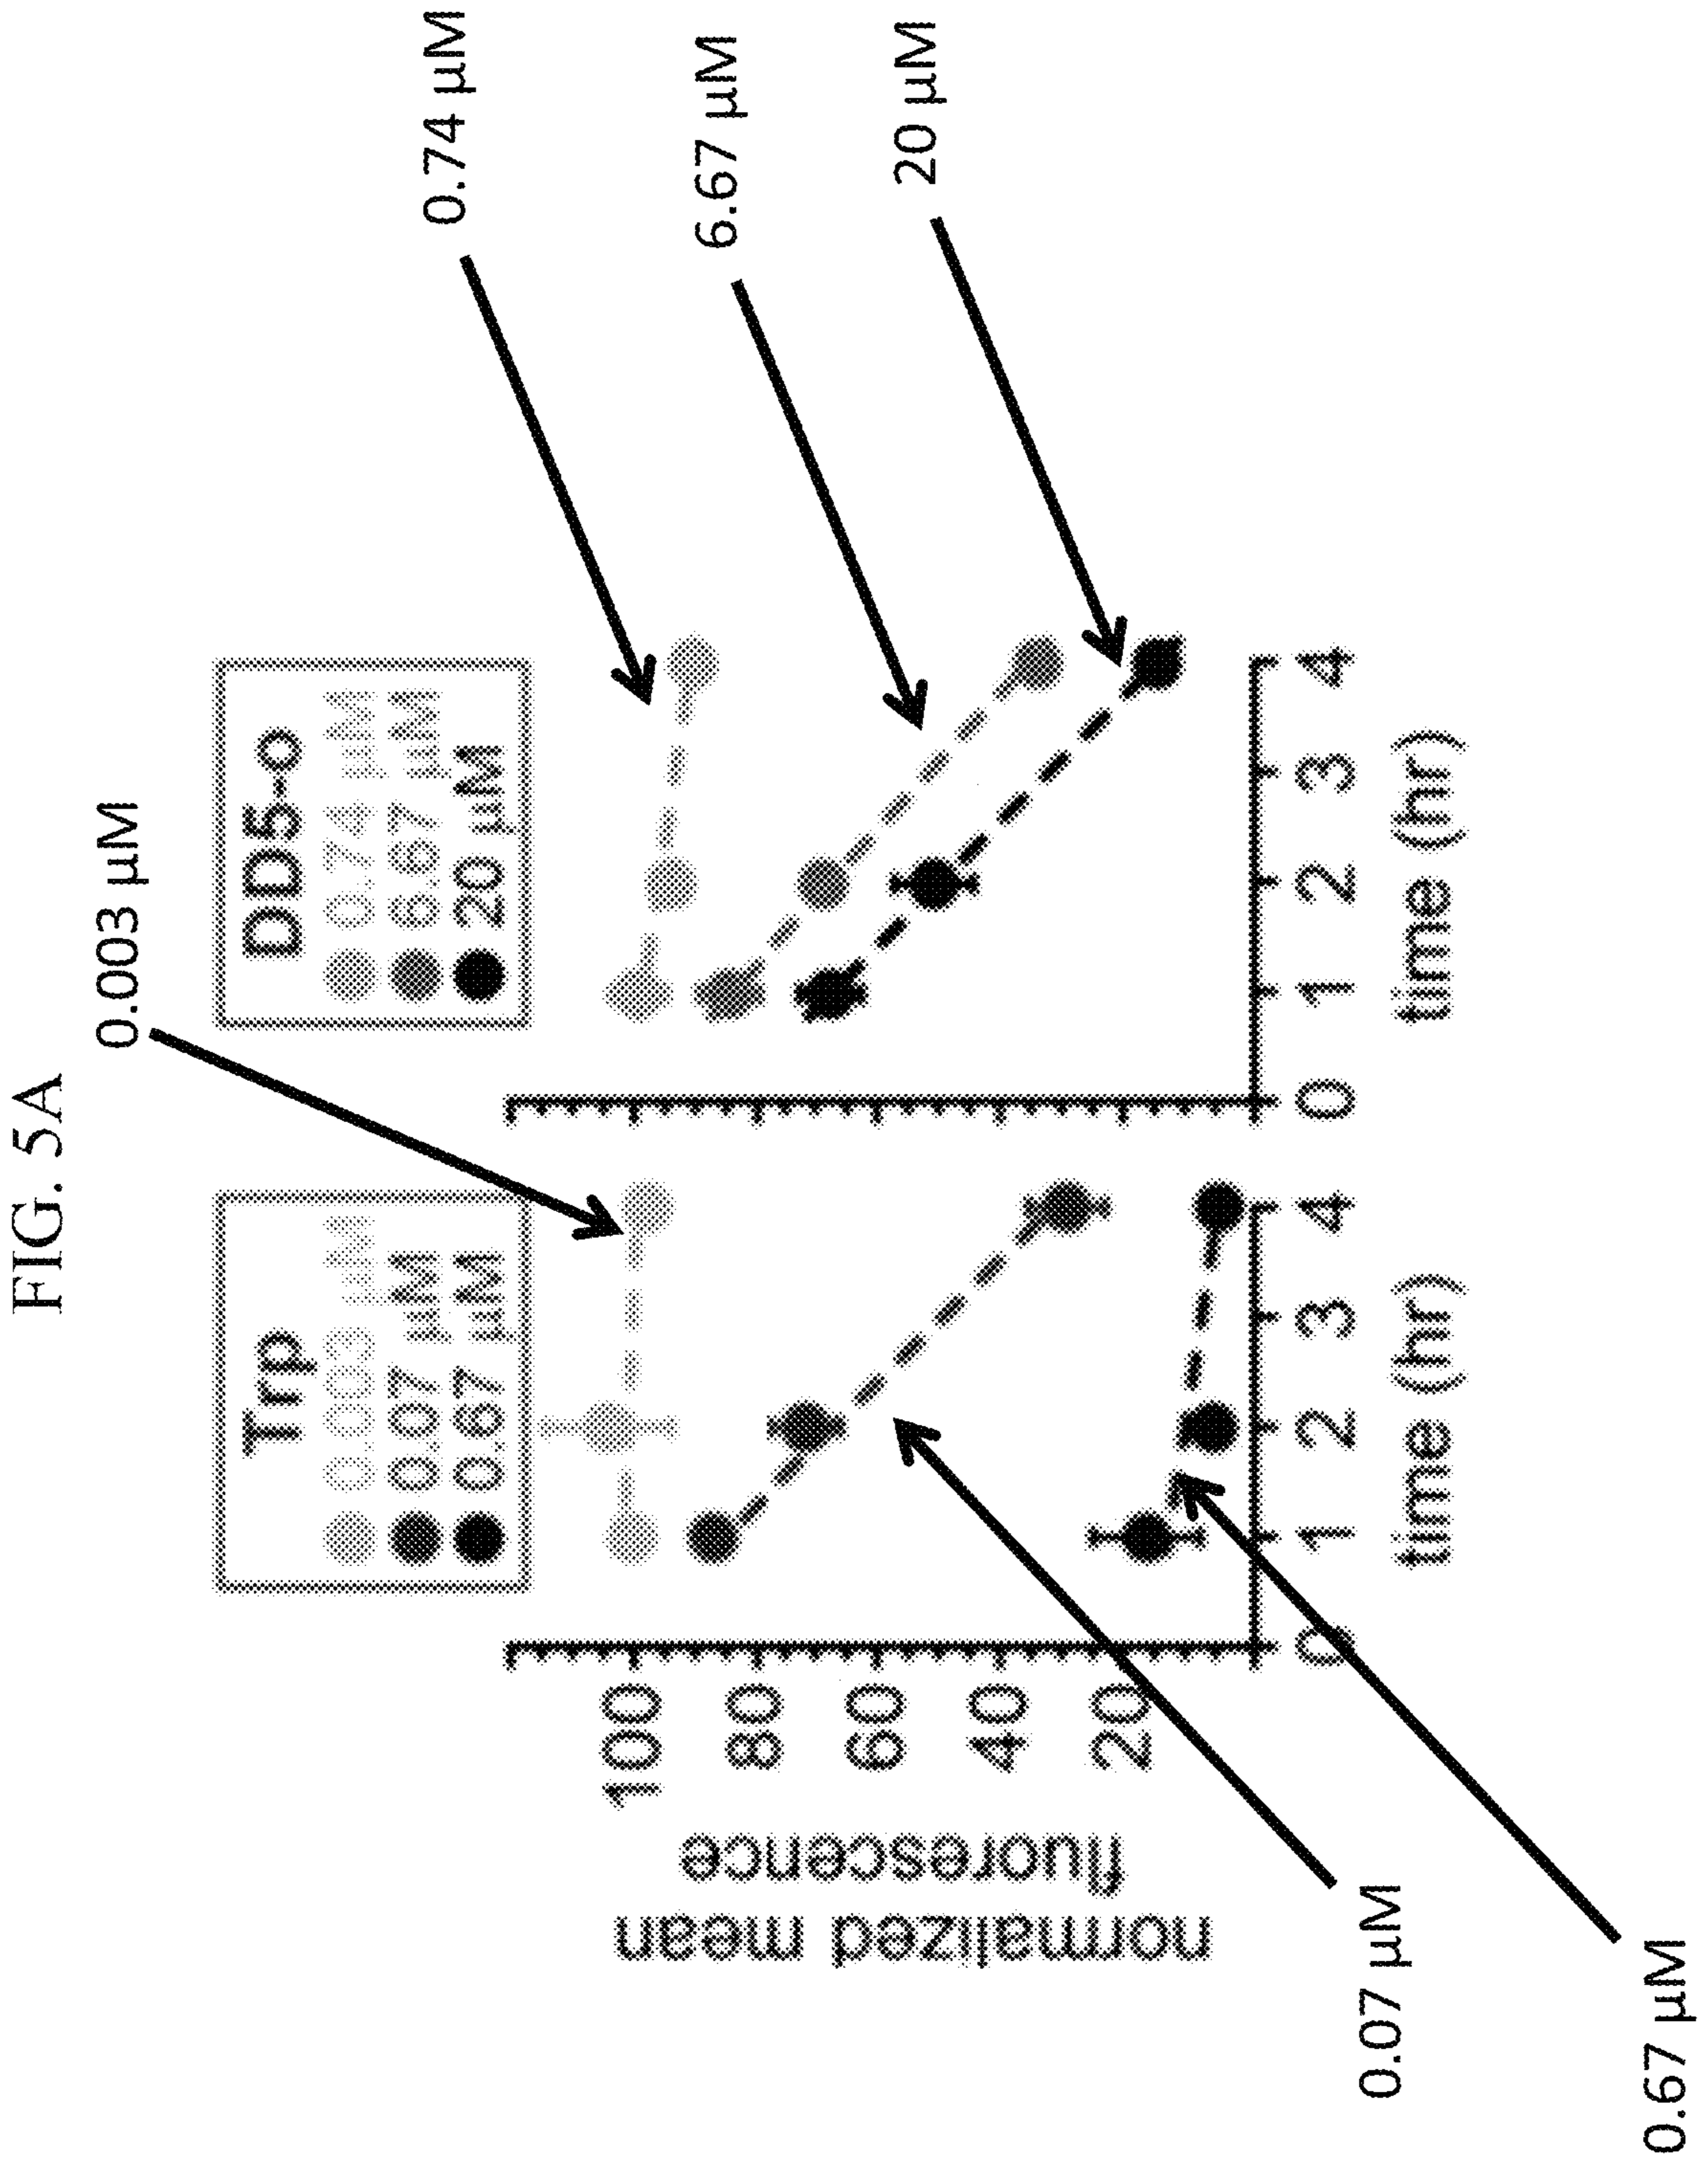 FIG. 5A
Trp
0.003 µM
0.07 µM
0.67 µM
DD5-o
0.74 µM
6.67 µM
20 µM
0.003 µM
0.74 µM
6.67 µM
20 µM
0.07 µM
0.67 µM
normalized mean
fluorescence
100
80
60
40
20
0 1 2 3 4
time (hr)
0 1 2 3 4
time (hr)